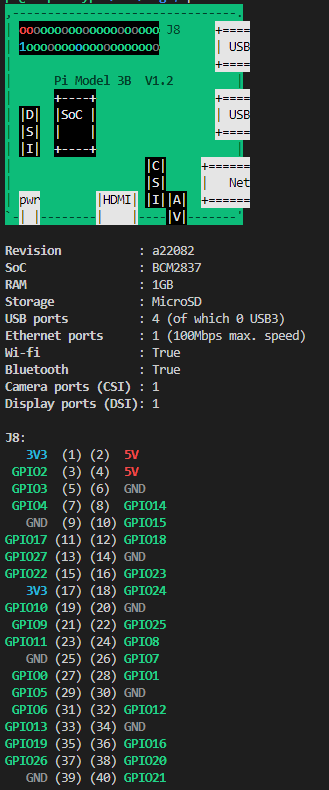 ,--------------------------------.
| oooooooooooooooooooo J8   +====
| 1ooooooooooooooooooo      | USB
|                           +====
|      Pi Model 3B  V1.2       |
|      +----+               +====
| |D|  |SoC |               | USB
| |S|  |    |               +====
| |I|  +----+                  |
|                   |C|     +======
|                   |S|     |   Net
| pwr        |HDMI| |I||A|  +======
`-| |--------|    |----|V|-------'
Revision           : a22082
SoC                : BCM2837
RAM                : 1GB
Storage            : MicroSD
USB ports          : 4 (of which 0 USB3)
Ethernet ports     : 1 (100Mbps max. speed)
Wi-fi              : True
Bluetooth          : True
Camera ports (CSI) : 1
Display ports (DSI): 1
J8:
   3V3  (1) (2)  5V
 GPIO2  (3) (4)  5V
 GPIO3  (5) (6)  GND
 GPIO4  (7) (8)  GPIO14
   GND  (9) (10) GPIO15
GPIO17 (11) (12) GPIO18
GPIO27 (13) (14) GND
GPIO22 (15) (16) GPIO23
   3V3 (17) (18) GPIO24
GPIO10 (19) (20) GND
 GPIO9 (21) (22) GPIO25
GPIO11 (23) (24) GPIO8
   GND (25) (26) GPIO7
 GPIO0 (27) (28) GPIO1
 GPIO5 (29) (30) GND
 GPIO6 (31) (32) GPIO12
GPIO13 (33) (34) GND
GPIO19 (35) (36) GPIO16
GPIO26 (37) (38) GPIO20
   GND (39) (40) GPIO21